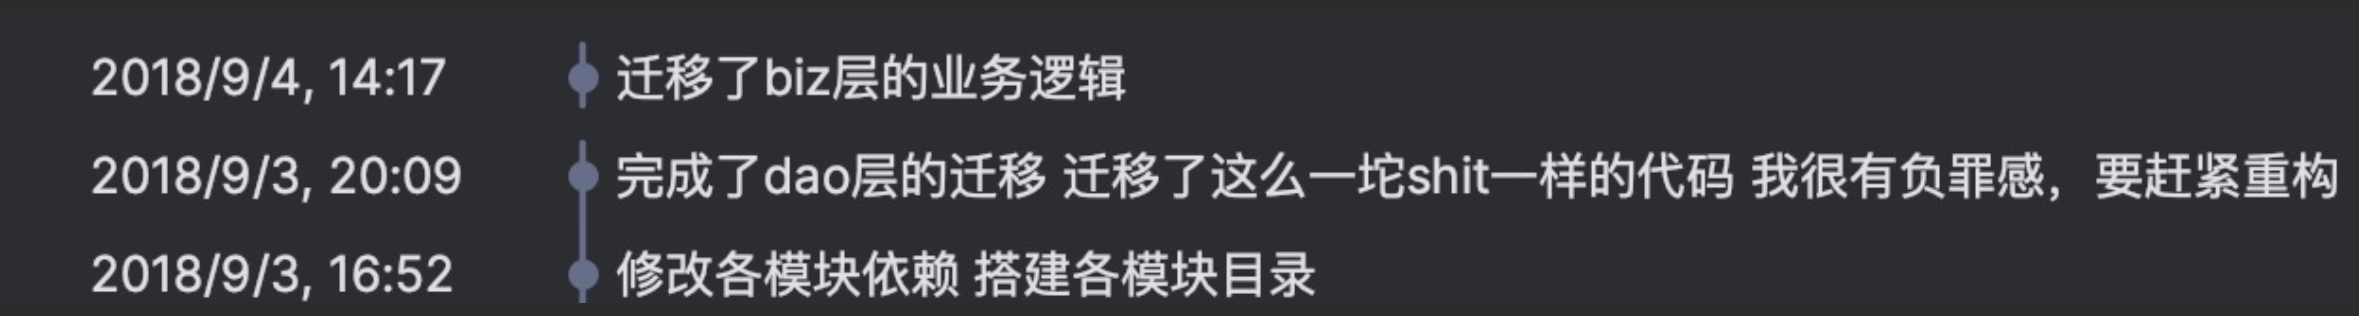 2018/9/4, 14:17 迁移了biz层的业务逻辑
2018/9/3, 20:09 完成了dao层的迁移 迁移了这么一坨shit一样的代码 我很有负罪感，要赶紧重构
2018/9/3, 16:52 修改各模块依赖 搭建各模块目录